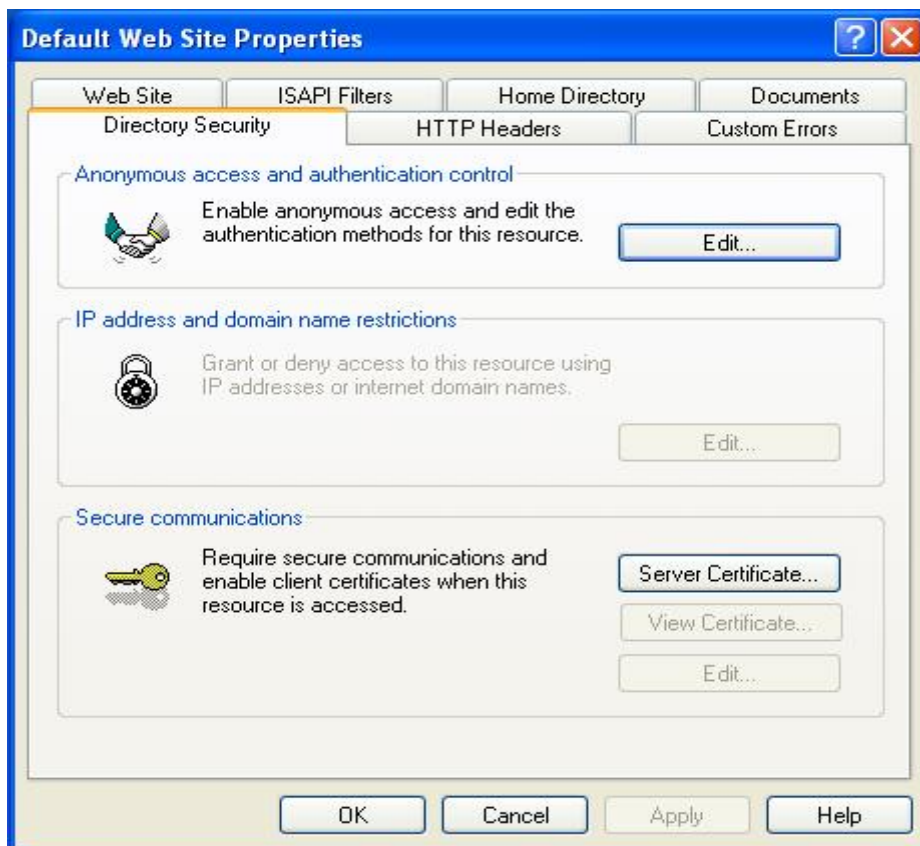 Default Web Site Properties
Web Site
ISAPI Filters
Home Directory
Documents
Directory Security
HTTP Headers
Custom Errors
Anonymous access and authentication control
Enable anonymous access and edit the
authentication methods for this resource.
Edit...
IP address and domain name restrictions
Grant or deny access to this resource using
IP addresses or internet domain names.
Edit...
Secure communications
Require secure communications and
enable client certificates when this
resource is accessed.
Server Certificate...
View Certificate...
Edit...
OK
Cancel
Apply
Help